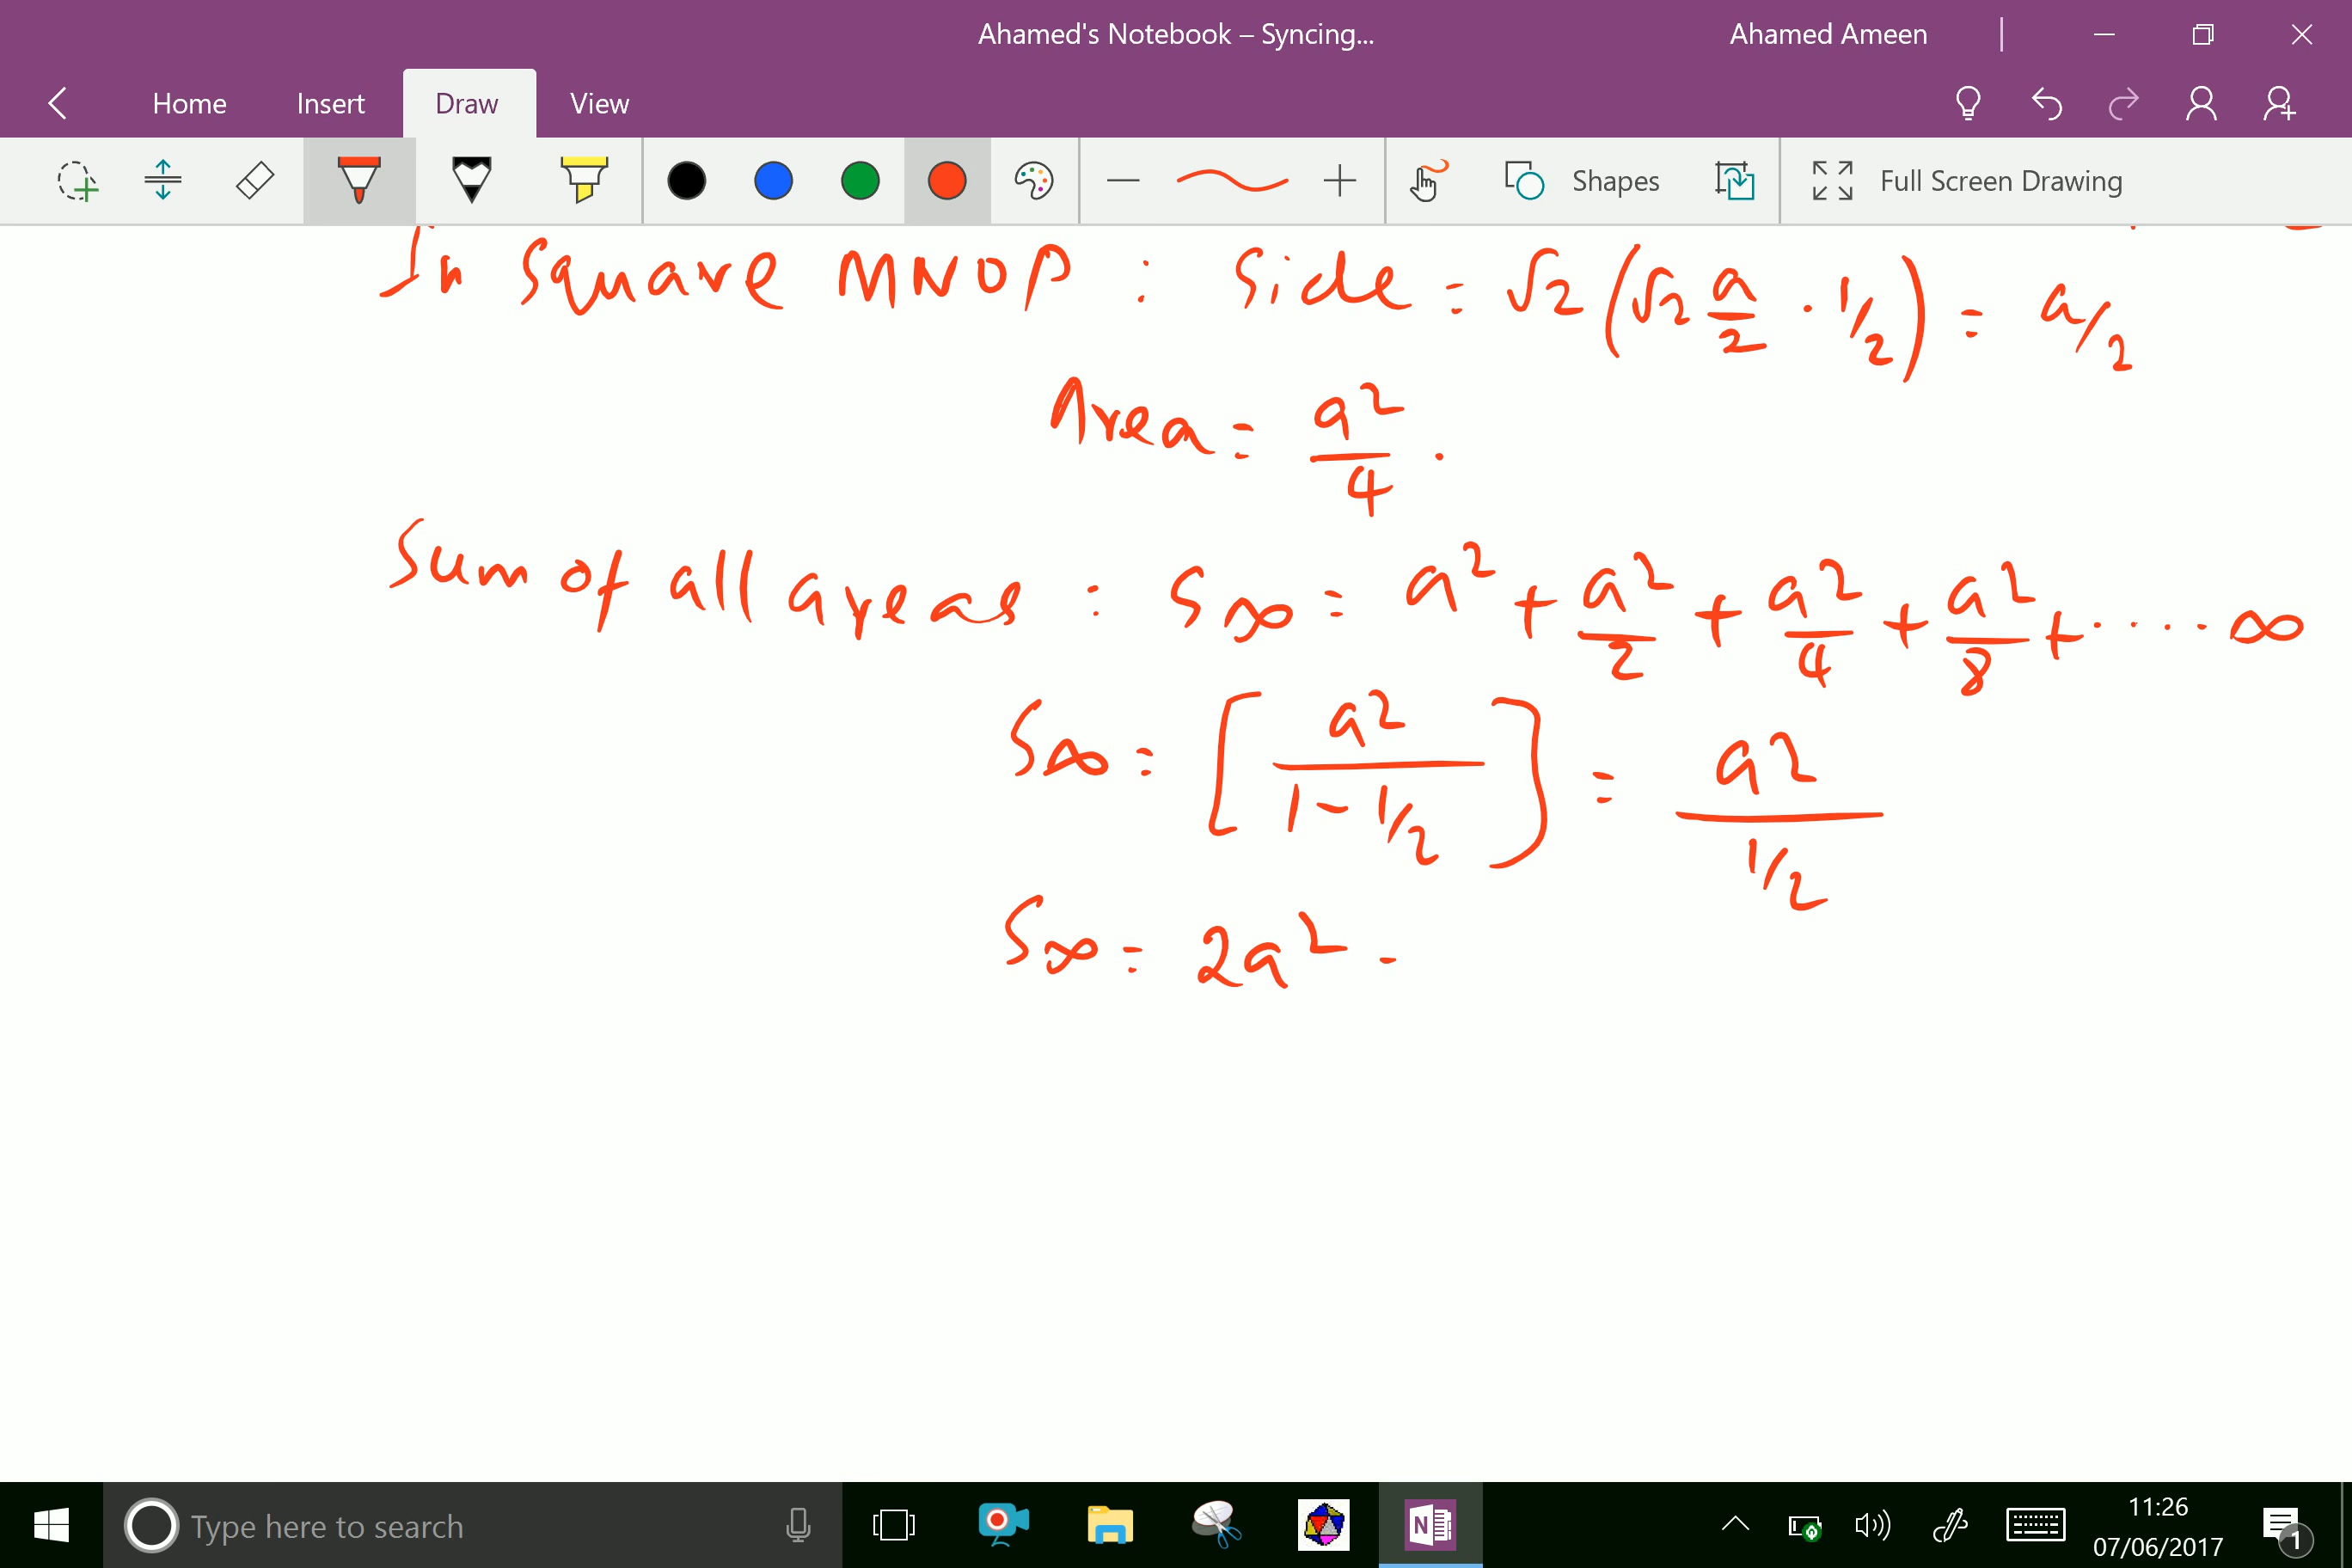 Ahamed's Notebook – Syncing...
Ahamed Ameen
Home Insert Draw View
Shapes
Full Screen Drawing
In Square MNOP : Side = √2(√2 a/2 · 1/2) = a/2
Area = a²/4 .
Sum of all areas : S∞ = a² + a²/2 + a²/4 + a²/8 + ..... ∞
S∞ = [a²/(1 - 1/2)] = a²/(1/2)
S∞ = 2a² -
Type here to search
N
11:26
07/06/2017
1